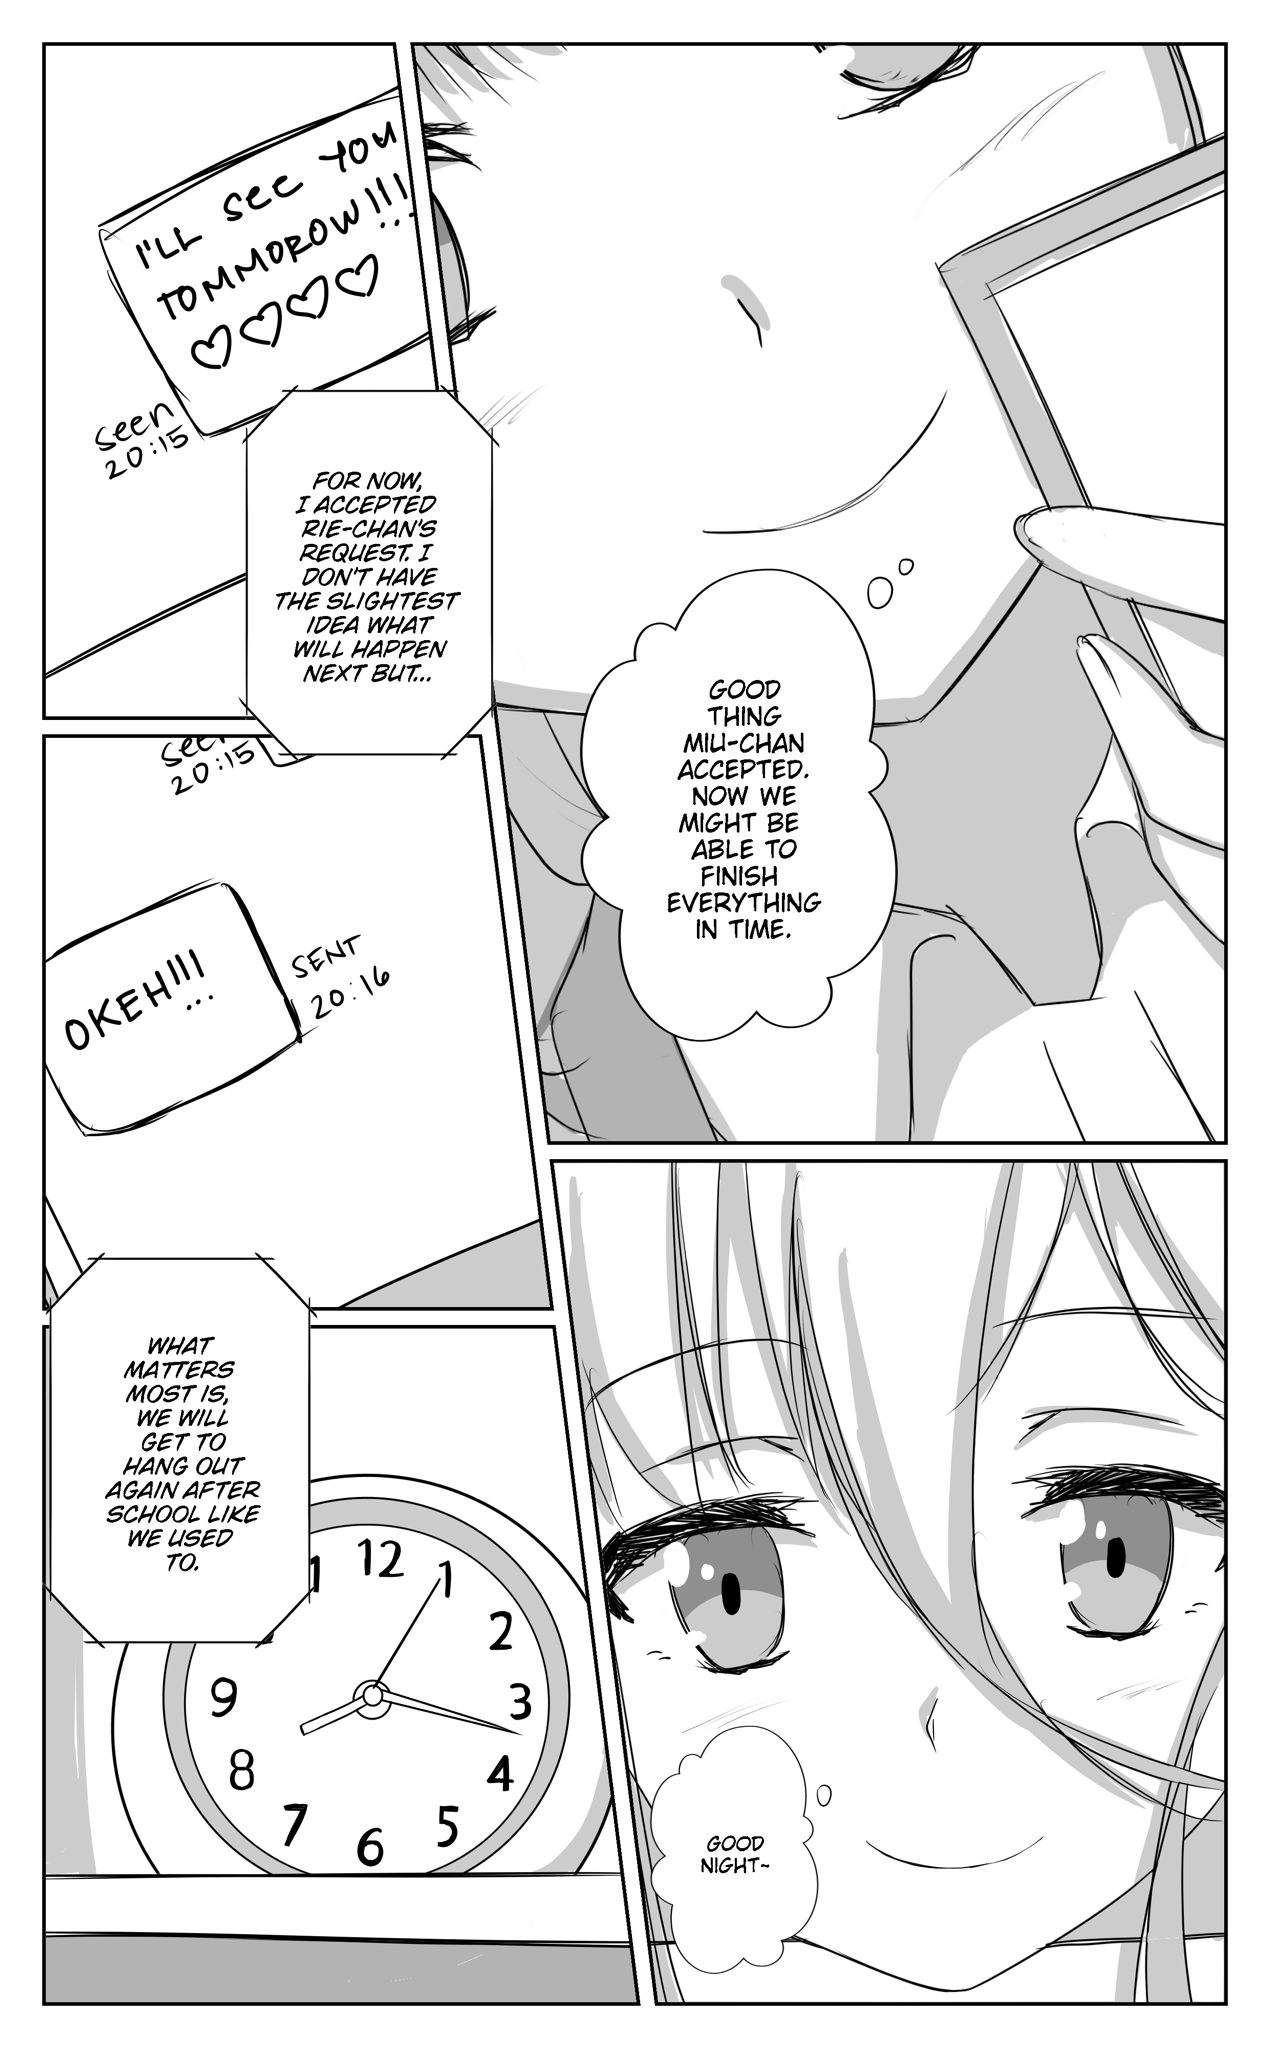 I'LL SEE YOU
TOMMOROW!!!
♡♡♡♡
SEEN
20:15
FOR NOW,
I ACCEPTED
RIE-CHAN'S
REQUEST. I
DON'T HAVE
THE SLIGHTEST
IDEA WHAT
WILL HAPPEN
NEXT BUT...
GOOD
THING
MIU-CHAN
ACCEPTED.
NOW WE
MIGHT BE
ABLE TO
FINISH
EVERYTHING
IN TIME.
SEEN
20:15
OKEH!!!
SENT
20:16
WHAT
MATTERS
MOST IS,
WE WILL
GET TO
HANG OUT
AGAIN AFTER
SCHOOL LIKE
WE USED
TO.
12
1
2
3
4
5
6
7
8
9
GOOD
NIGHT~